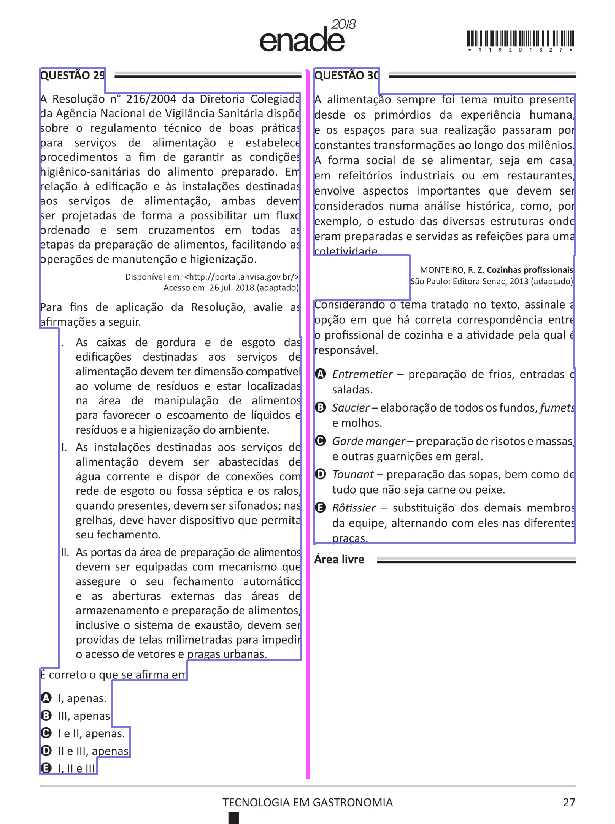 enade 2018
*R1920182027*
QUESTÃO 29
A Resolução n° 216/2004 da Diretoria Colegiada
da Agência Nacional de Vigilância Sanitária dispõe
sobre o regulamento técnico de boas práticas
para serviços de alimentação e estabelece
procedimentos a fim de garantir as condições
higiênico-sanitárias do alimento preparado. Em
relação à edificação e às instalações destinadas
aos serviços de alimentação, ambas devem
ser projetadas de forma a possibilitar um fluxo
ordenado e sem cruzamentos em todas as
etapas da preparação de alimentos, facilitando as
operações de manutenção e higienização.
Disponível em: <http://portal.anvisa.gov.br/>
Acesso em: 26 jul. 2018 (adaptado)
Para fins de aplicação da Resolução, avalie as
afirmações a seguir.
I. As caixas de gordura e de esgoto das
edificações destinadas aos serviços de
alimentação devem ter dimensão compatível
ao volume de resíduos e estar localizadas
na área de manipulação de alimentos
para favorecer o escoamento de líquidos e
resíduos e a higienização do ambiente.
II. As instalações destinadas aos serviços de
alimentação devem ser abastecidas de
água corrente e dispor de conexões com
rede de esgoto ou fossa séptica e os ralos,
quando presentes, devem ser sifonados; nas
grelhas, deve haver dispositivo que permita
seu fechamento.
III. As portas da área de preparação de alimentos
devem ser equipadas com mecanismo que
assegure o seu fechamento automático
e as aberturas externas das áreas de
armazenamento e preparação de alimentos,
inclusive o sistema de exaustão, devem ser
providas de telas milimetradas para impedir
o acesso de vetores e pragas urbanas.
É correto o que se afirma em
A I, apenas.
B III, apenas
C I e II, apenas.
D II e III, apenas
E I, II e III
QUESTÃO 30
A alimentação sempre foi tema muito presente
desde os primórdios da experiência humana,
e os espaços para sua realização passaram por
constantes transformações ao longo dos milênios.
A forma social de se alimentar, seja em casa,
em refeitórios industriais ou em restaurantes,
envolve aspectos importantes que devem ser
considerados numa análise histórica, como, por
exemplo, o estudo das diversas estruturas onde
eram preparadas e servidas as refeições para uma
coletividade.
MONTEIRO, R. Z. Cozinhas profissionais
São Paulo: Editora Senac, 2013 (adaptado)
Considerando o tema tratado no texto, assinale a
opção em que há correta correspondência entre
o profissional de cozinha e a atividade pela qual é
responsável.
A Entremetier – preparação de frios, entradas e
saladas.
B Saucier – elaboração de todos os fundos, fumets
e molhos.
C Garde manger – preparação de risotos e massas,
e outras guarnições em geral.
D Tounant – preparação das sopas, bem como de
tudo que não seja carne ou peixe.
E Rôtissier – substituição dos demais membros
da equipe, alternando com eles nas diferentes
praças.
Área livre
TECNOLOGIA EM GASTRONOMIA
27